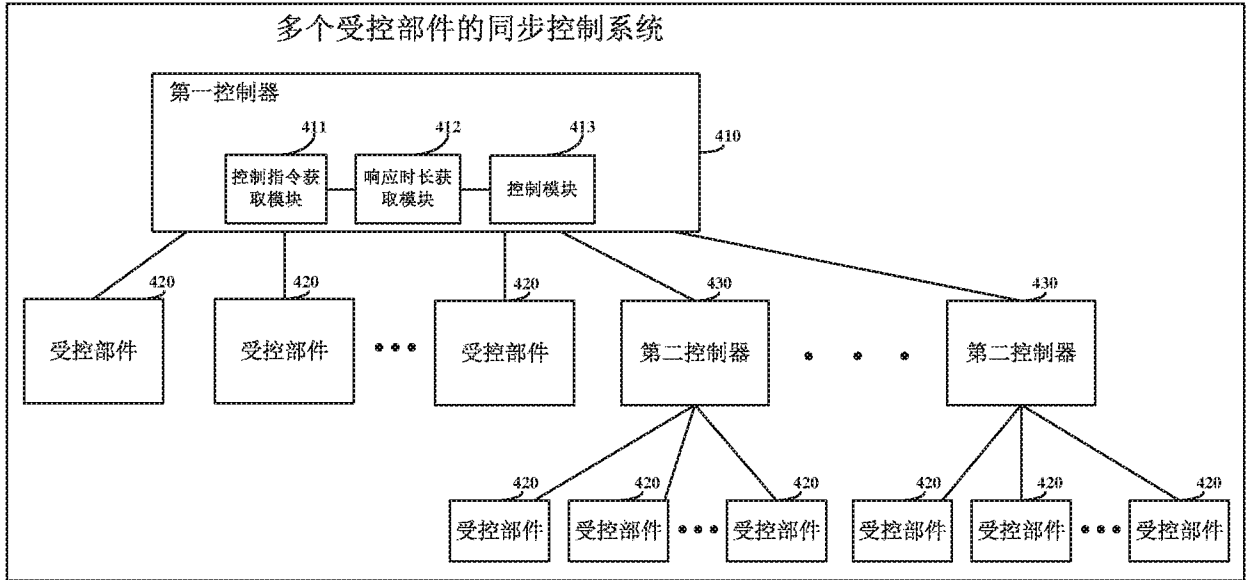 多个受控部件的同步控制系统
第一控制器
411
412
413
410
控制指令获
取模块
响应时长获
取模块
控制模块
420
420
420
430
430
受控部件
受控部件
受控部件
第二控制器
第二控制器
420
420
420
420
420
420
受控部件
受控部件
受控部件
受控部件
受控部件
受控部件